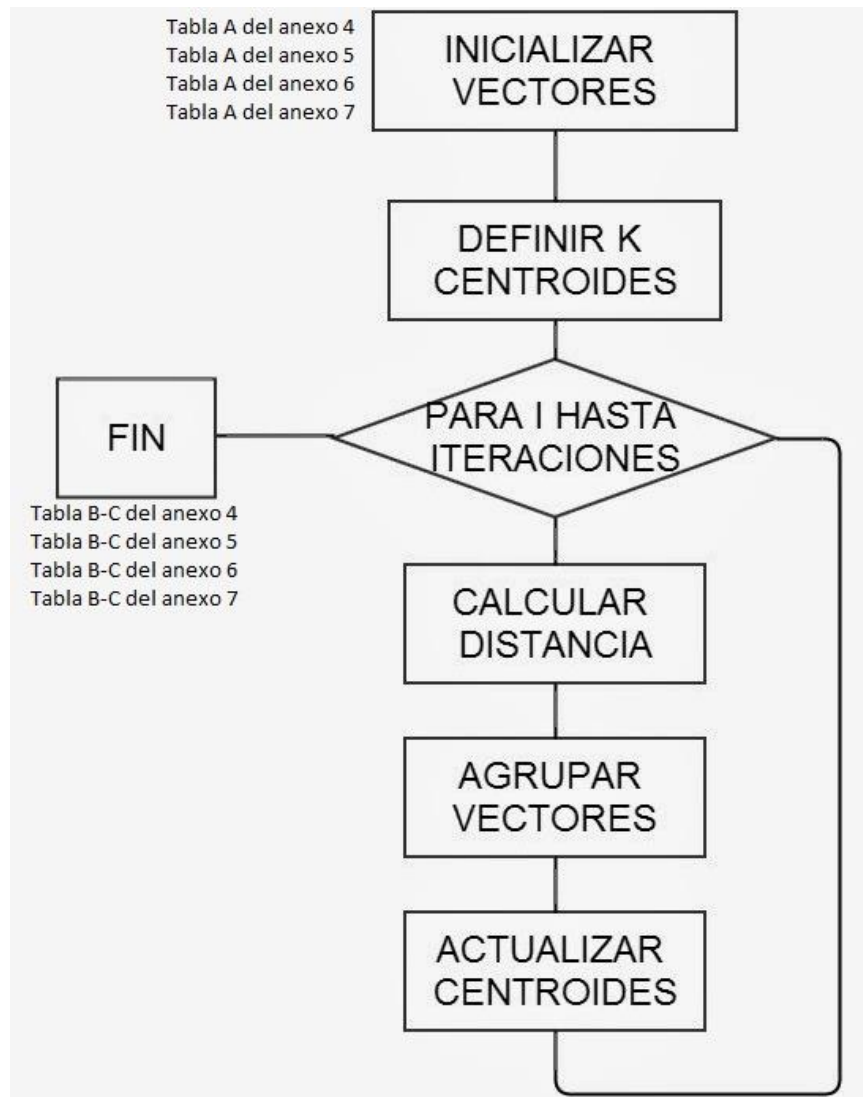 Tabla A del anexo 4
Tabla A del anexo 5
Tabla A del anexo 6
Tabla A del anexo 7
INICIALIZAR
VECTORES
DEFINIR K
CENTROIDES
PARA I HASTA
ITERACIONES
FIN
Tabla B-C del anexo 4
Tabla B-C del anexo 5
Tabla B-C del anexo 6
Tabla B-C del anexo 7
CALCULAR
DISTANCIA
AGRUPAR
VECTORES
ACTUALIZAR
CENTROIDES